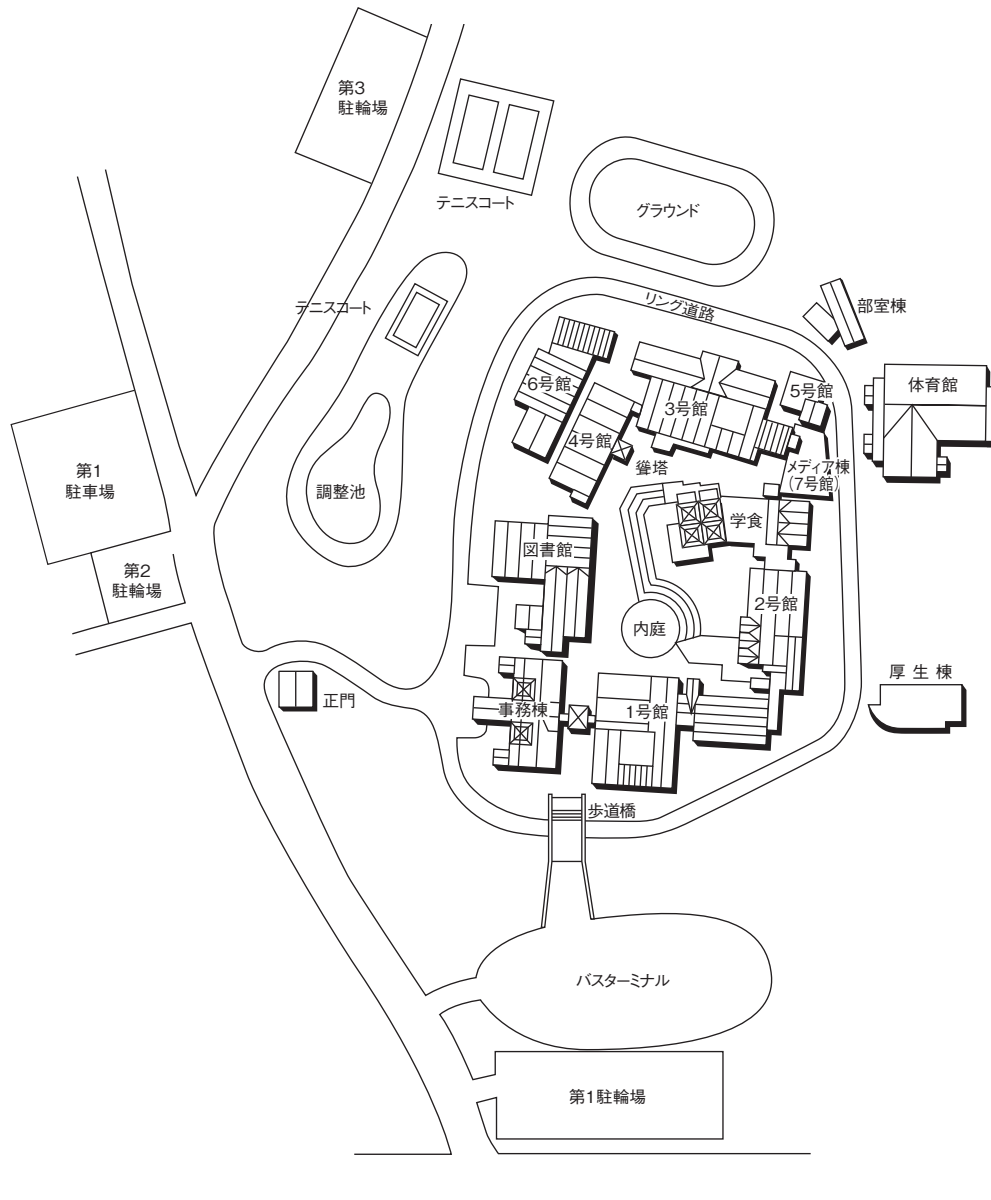 第3
駐輪場
テニスコート
グラウンド
リング道路
テニスコート
部室棟
6号館
3号館
5号館
体育館
4号館
聳塔
メディア棟
(7号館)
第1
駐車場
調整池
学食
図書館
第2
駐輪場
2号館
内庭
正門
事務棟
1号館
厚生棟
歩道橋
バスターミナル
第1駐輪場